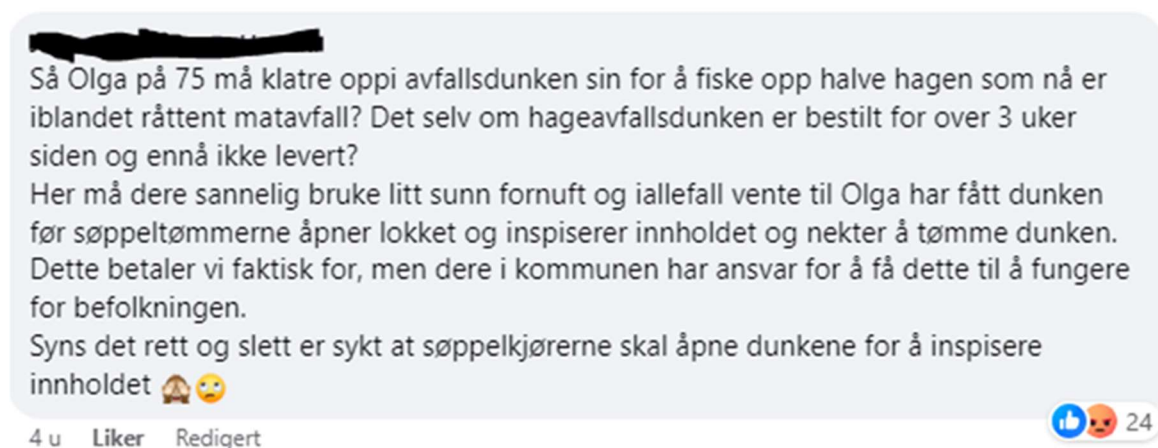 Så Olga på 75 må klatre oppi avfallsdunken sin for å fiske opp halve hagen som nå er
iblandet råttent matavfall? Det selv om hageavfallsdunken er bestilt for over 3 uker
siden og ennå ikke levert?
Her må dere sannelig bruke litt sunn fornuft og iallefall vente til Olga har fått dunken
før søppeltømmerne åpner lokket og inspiserer innholdet og nekter å tømme dunken.
Dette betaler vi faktisk for, men dere i kommunen har ansvar for å få dette til å fungere
for befolkningen.
Syns det rett og slett er sykt at søppelkjørerne skal åpne dunkene for å inspisere
innholdet 🙈🙄
4 u Liker Redigert 24